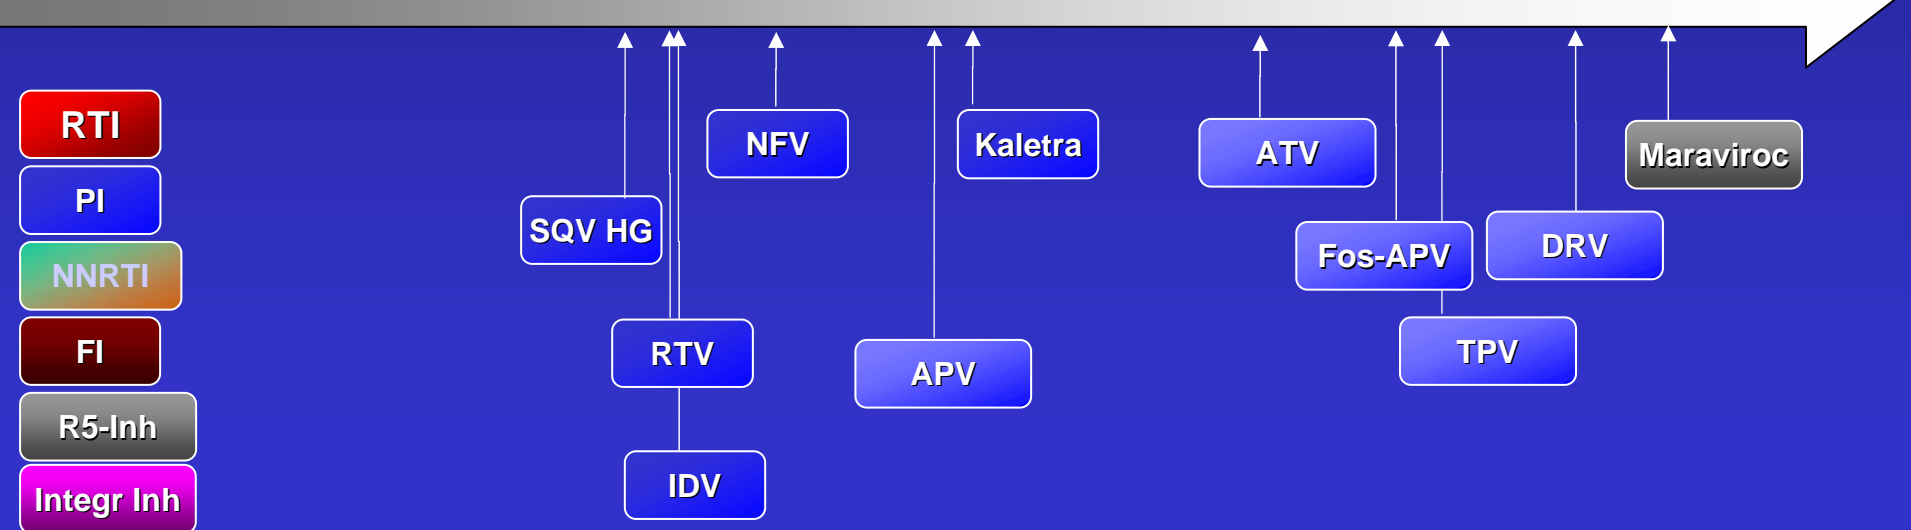 RTI
PI
NNRTI
FI
R5-Inh
Integr Inh
SQV HG
RTV
IDV
NFV
APV
Kaletra
ATV
Fos-APV
TPV
DRV
Maraviroc